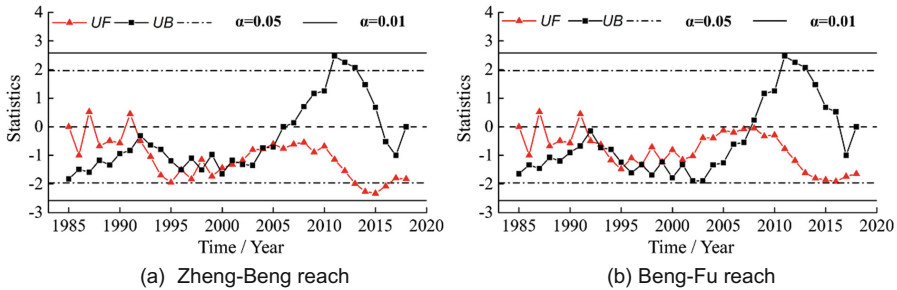 UF UB α=0.05 α=0.01
4
3
2
1
0
-1
-2
-3
Statistics
1985 1990 1995 2000 2005 2010 2015 2020
Time / Year
(a) Zheng-Beng reach
UF UB α=0.05 α=0.01
4
3
2
1
0
-1
-2
-3
Statistics
1985 1990 1995 2000 2005 2010 2015 2020
Time / Year
(b) Beng-Fu reach